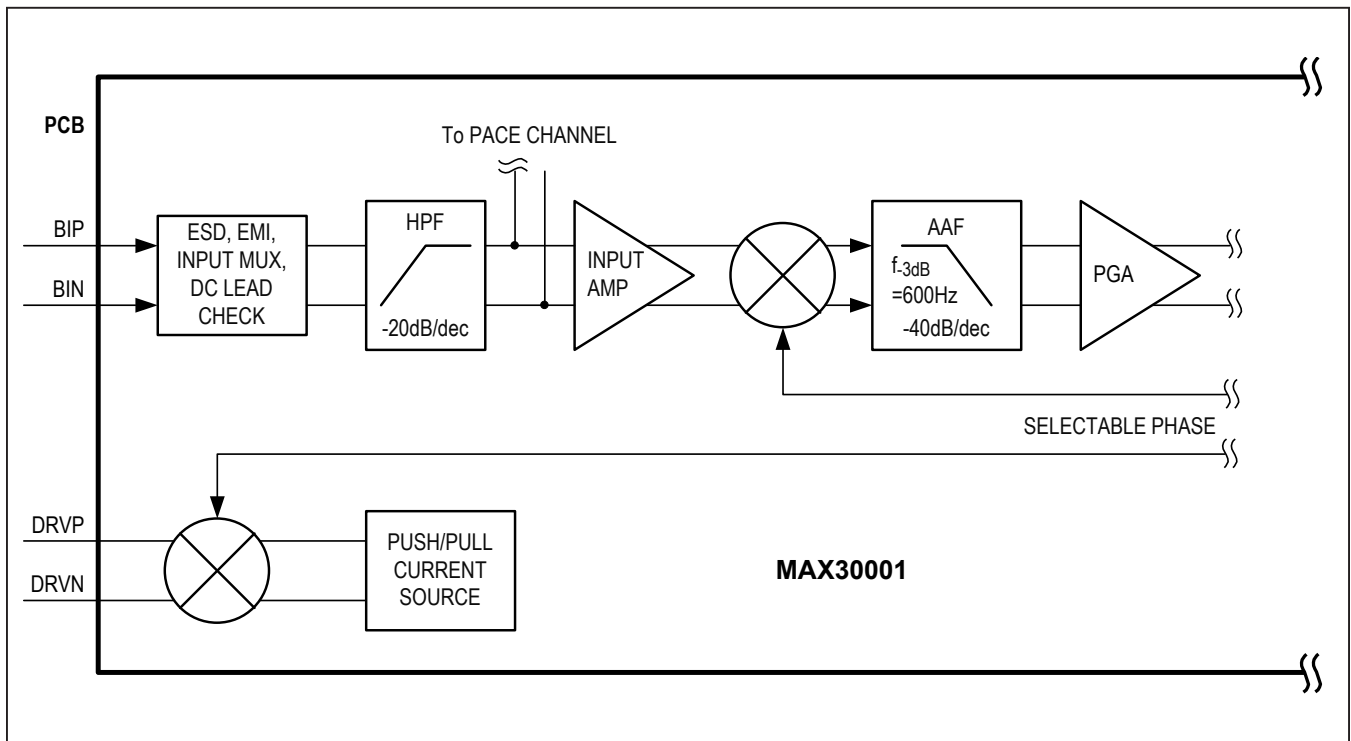 PCB
To PACE CHANNEL
BIP
BIN
ESD, EMI,
INPUT MUX,
DC LEAD
CHECK
HPF
-20dB/dec
INPUT
AMP
AAF
f-3dB
=600Hz
-40dB/dec
PGA
SELECTABLE PHASE
DRVP
DRVN
PUSH/PULL
CURRENT
SOURCE
MAX30001